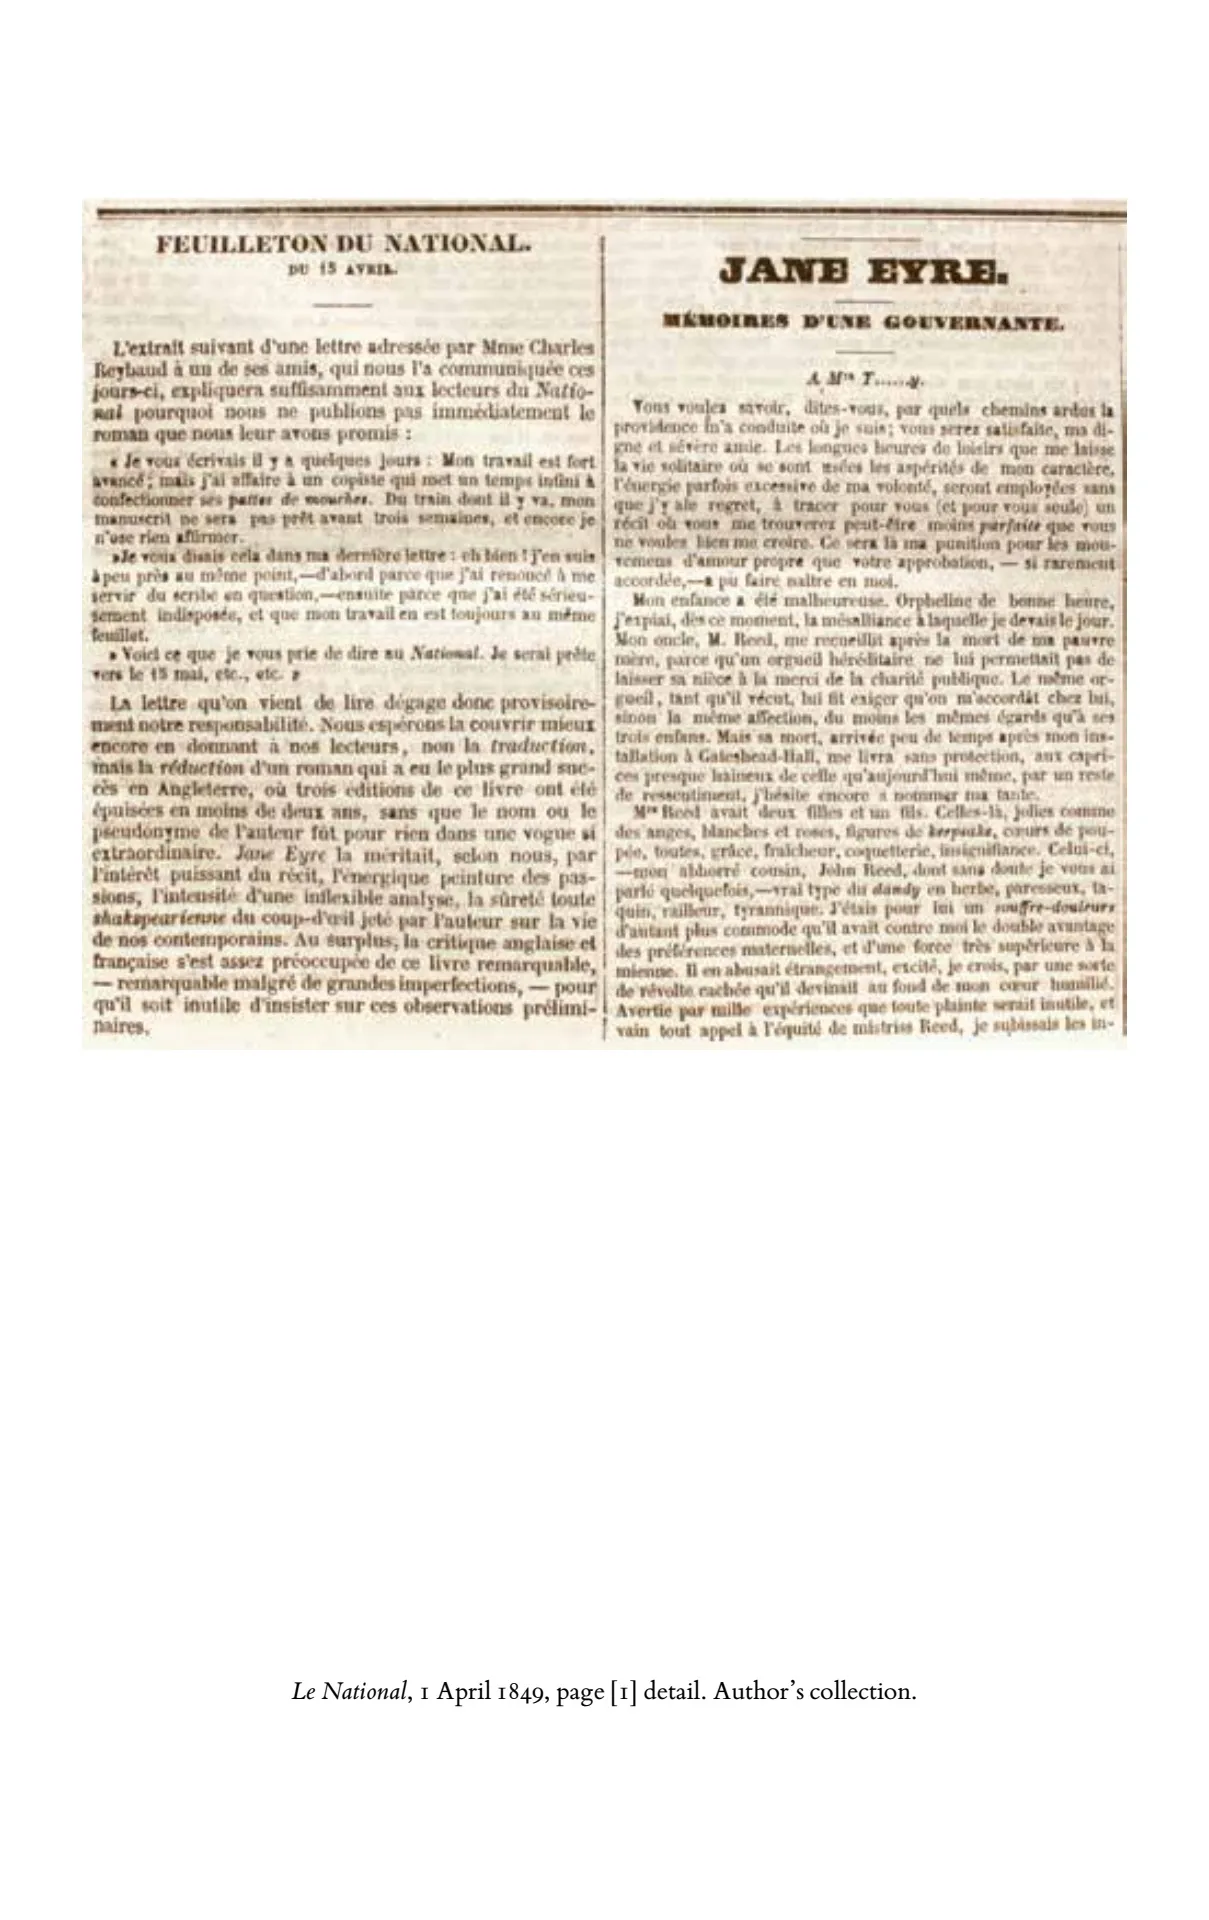 FEUILLETON DU NATIONAL.
DU 15 AVRIL.
L'extrait suivant d'une lettre adressée par Mme Charles
Reybaud à un de ses amis, qui nous l'a communiquée ces
jours-ci, expliquera suffisamment aux lecteurs du Natio-
nal pourquoi nous ne publions pas immédiatement le
roman que nous leur avons promis :
« Je vous écrivais il y a quelques jours : Mon travail est fort
avancé ; mais j'ai affaire à un copiste qui met un temps infini à
confectionner ses pattes de mouches. Du train dont il y va, mon
manuscrit ne sera pas prêt avant trois semaines, et encore je
n'ose rien affirmer.
»Je vous disais cela dans ma dernière lettre : eh bien ! j'en suis
à peu près au même point,—d'abord parce que j'ai renoncé à me
servir du scribe en question,—ensuite parce que j'ai été sérieu-
sement indisposée, et que mon travail en est toujours au même
feuillet.
» Voici ce que je vous prie de dire au National. Je serai prête
vers le 15 mai, etc., etc. »
La lettre qu'on vient de lire dégage donc provisoire-
ment notre responsabilité. Nous espérons la couvrir mieux
encore en donnant à nos lecteurs, non la traduction,
mais la réduction d'un roman qui a eu le plus grand suc-
cès en Angleterre, où trois éditions de ce livre ont été
épuisées en moins de deux ans, sans que le nom ou le
pseudonyme de l'auteur fût pour rien dans une vogue si
extraordinaire. Jane Eyre la méritait, selon nous, par
l'intérêt puissant du récit, l'énergique peinture des pas-
sions, l'intensité d'une inflexible analyse, la sûreté toute
shakspearienne du coup-d'œil jeté par l'auteur sur la vie
de nos contemporains. Au surplus, la critique anglaise et
française s'est assez préoccupée de ce livre remarquable,
— remarquable malgré de grandes imperfections, — pour
qu'il soit inutile d'insister sur ces observations prélimi-
naires.
JANE EYRE.
MÉMOIRES D'UNE GOUVERNANTE.
A Mrs T......y.
Vous voulez savoir, dites-vous, par quels chemins ardus la
providence m'a conduite où je suis ; vous serez satisfaite, ma di-
gne et sévère amie. Les longues heures de loisirs que me laisse
la vie solitaire où se sont usées les aspérités de mon caractère,
l'énergie parfois excessive de ma volonté, seront employées sans
que j'y aie regret, à tracer pour vous (et pour vous seule) un
récit où vous me trouverez peut-être moins parfaite que vous
ne voulez bien me croire. Ce sera là ma punition pour les mou-
vemens d'amour propre que votre approbation, — si rarement
accordée,—a pu faire naître en moi.
Mon enfance a été malheureuse. Orpheline de bonne heure,
j'expiai, dès ce moment, la mésalliance à laquelle je devais le jour.
Mon oncle, M. Reed, me recueillit après la mort de ma pauvre
mère, parce qu'un orgueil héréditaire ne lui permettait pas de
laisser sa nièce à la merci de la charité publique. Le même or-
gueil, tant qu'il vécut, lui fit exiger qu'on m'accordât chez lui,
sinon la même affection, du moins les mêmes égards qu'à ses
trois enfans. Mais sa mort, arrivée peu de temps après mon ins-
tallation à Gateshead-Hall, me livra sans protection, aux capri-
ces presque haineux de celle qu'aujourd'hui même, par un reste
de ressentiment, j'hésite encore à nommer ma tante.
Mrs Reed avait deux filles et un fils. Celles-là, jolies comme
des anges, blanches et roses, figures de keepsake, cœurs de pou-
pée, toutes, grâce, fraîcheur, coquetterie, insignifiance. Celui-ci,
—mon abhorré cousin, John Reed, dont sans doute je vous ai
parlé quelquefois,—vrai type du dandy en herbe, paresseux, ta-
quin, railleur, tyrannique. J'étais pour lui un souffre-douleurs
d'autant plus commode qu'il avait contre moi le double avantage
des préférences maternelles, et d'une force très supérieure à la
mienne. Il en abusait étrangement, excité, je crois, par une sorte
de révolte cachée qu'il devinait au fond de mon cœur humilié.
Avertie par mille expériences que toute plainte serait inutile, et
vain tout appel à l'équité de mistriss Reed, je subissais les in-
Le National, 1 April 1849, page [1] detail. Author's collection.